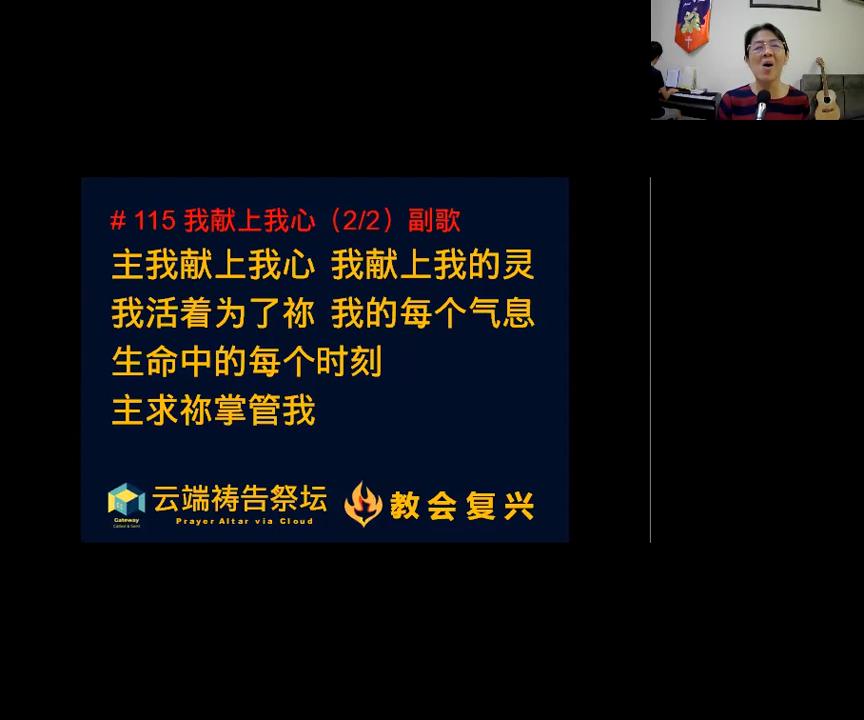 # 115 我献上我心（2/2）副歌
主我献上我心 我献上我的灵
我活着为了祢 我的每个气息
生命中的每个时刻
主求祢掌管我
云端祷告祭坛
Prayer Altar via Cloud
教会复兴
Gateway